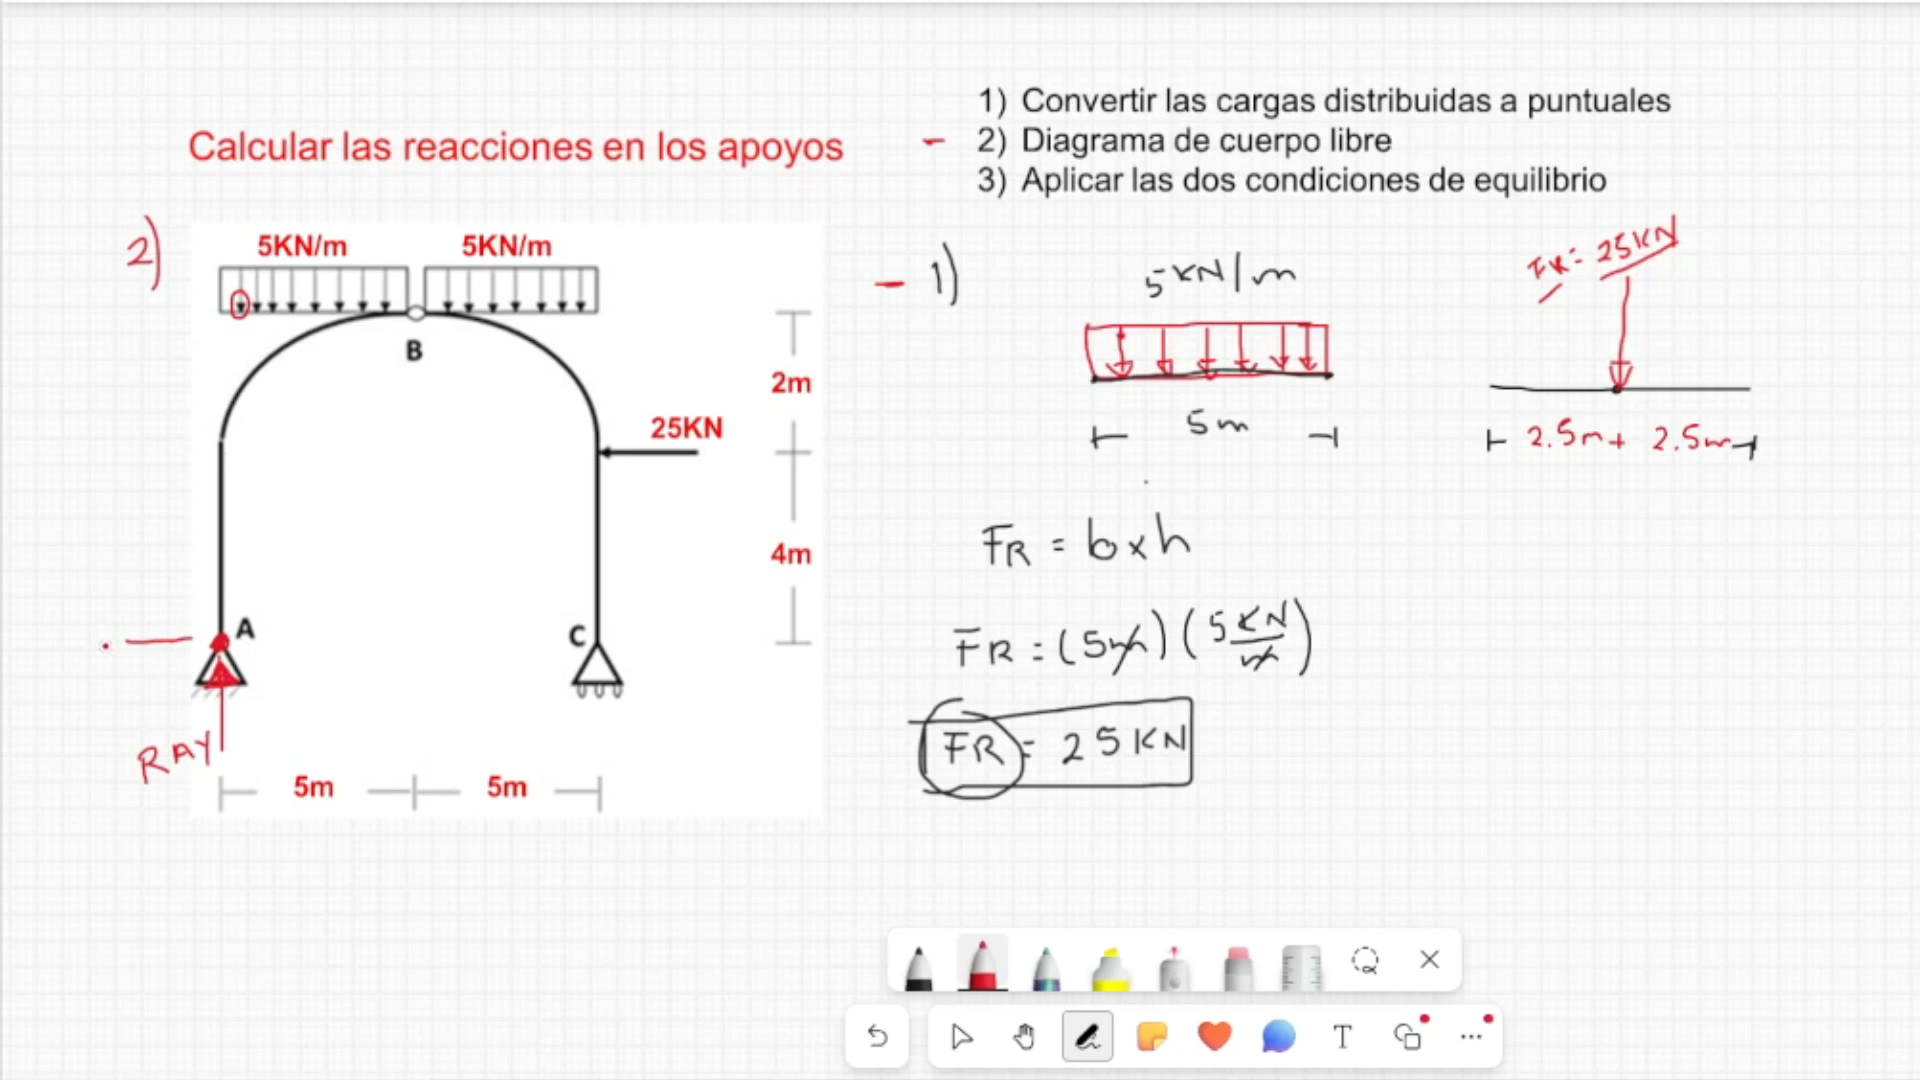 Calcular las reacciones en los apoyos
1) Convertir las cargas distribuidas a puntuales
2) Diagrama de cuerpo libre
3) Aplicar las dos condiciones de equilibrio
2)
5KN/m 5KN/m
B
2m
25KN
4m
A
C
RAY
5m 5m
1)
5KN/m
5m
FR = 25KN
2.5m + 2.5m
FR = b x h
FR = (5m) (5 KN/m)
FR = 25KN
T